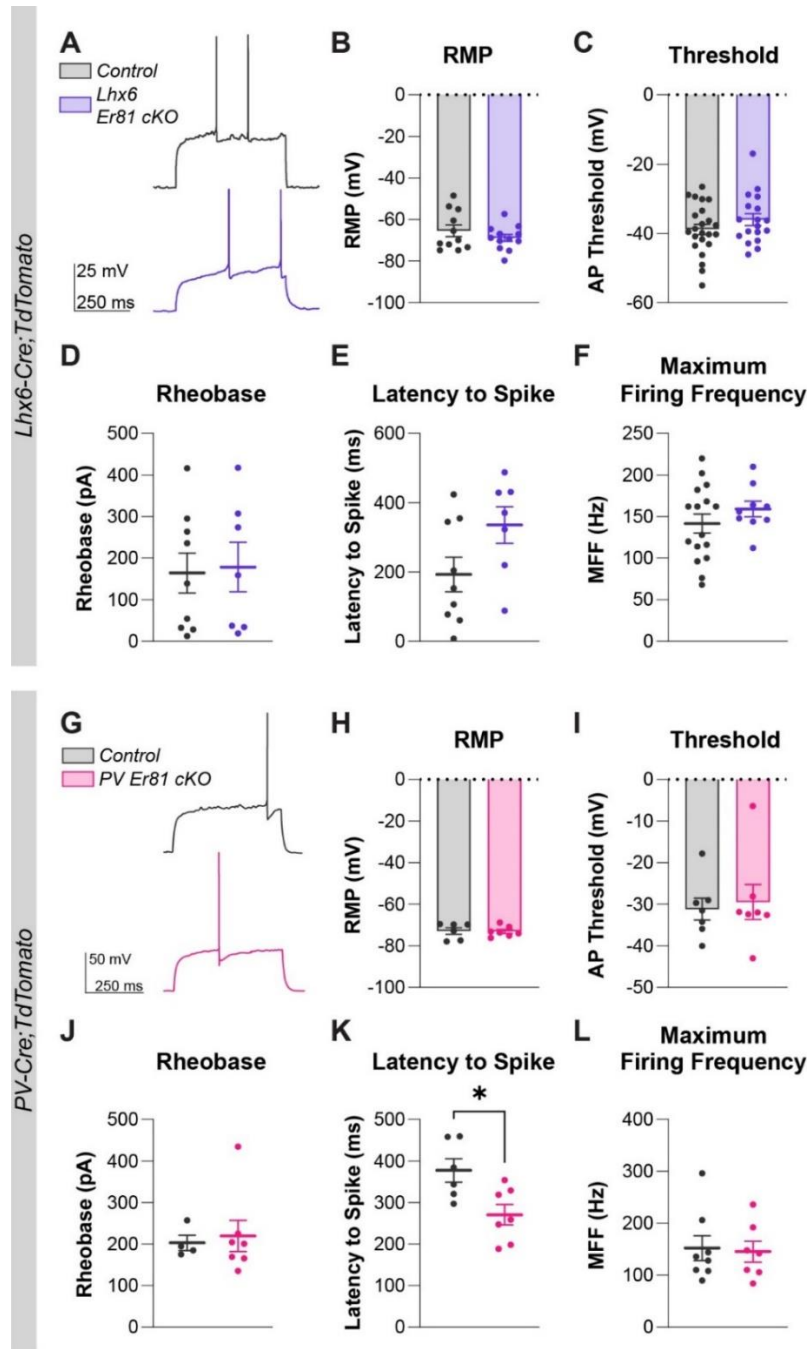 Lhx6-Cre;TdTomato
A
Control
Lhx6
Er81 cKO
25 mV
250 ms
B
RMP
RMP (mV)
0
-20
-40
-60
-80
-100
C
Threshold
AP Threshold (mV)
0
-20
-40
-60
D
Rheobase
Rheobase (pA)
500
400
300
200
100
0
E
Latency to Spike
Latency to Spike (ms)
600
400
200
0
F
Maximum
Firing Frequency
MFF (Hz)
250
200
150
100
50
0
PV-Cre;TdTomato
G
Control
PV Er81 cKO
50 mV
250 ms
H
RMP
RMP (mV)
0
-20
-40
-60
-80
-100
I
Threshold
AP Threshold (mV)
0
-10
-20
-30
-40
-50
J
Rheobase
Rheobase (pA)
500
400
300
200
100
0
K
Latency to Spike
*
Latency to Spike (ms)
500
400
300
200
100
0
L
Maximum
Firing Frequency
MFF (Hz)
400
300
200
100
0